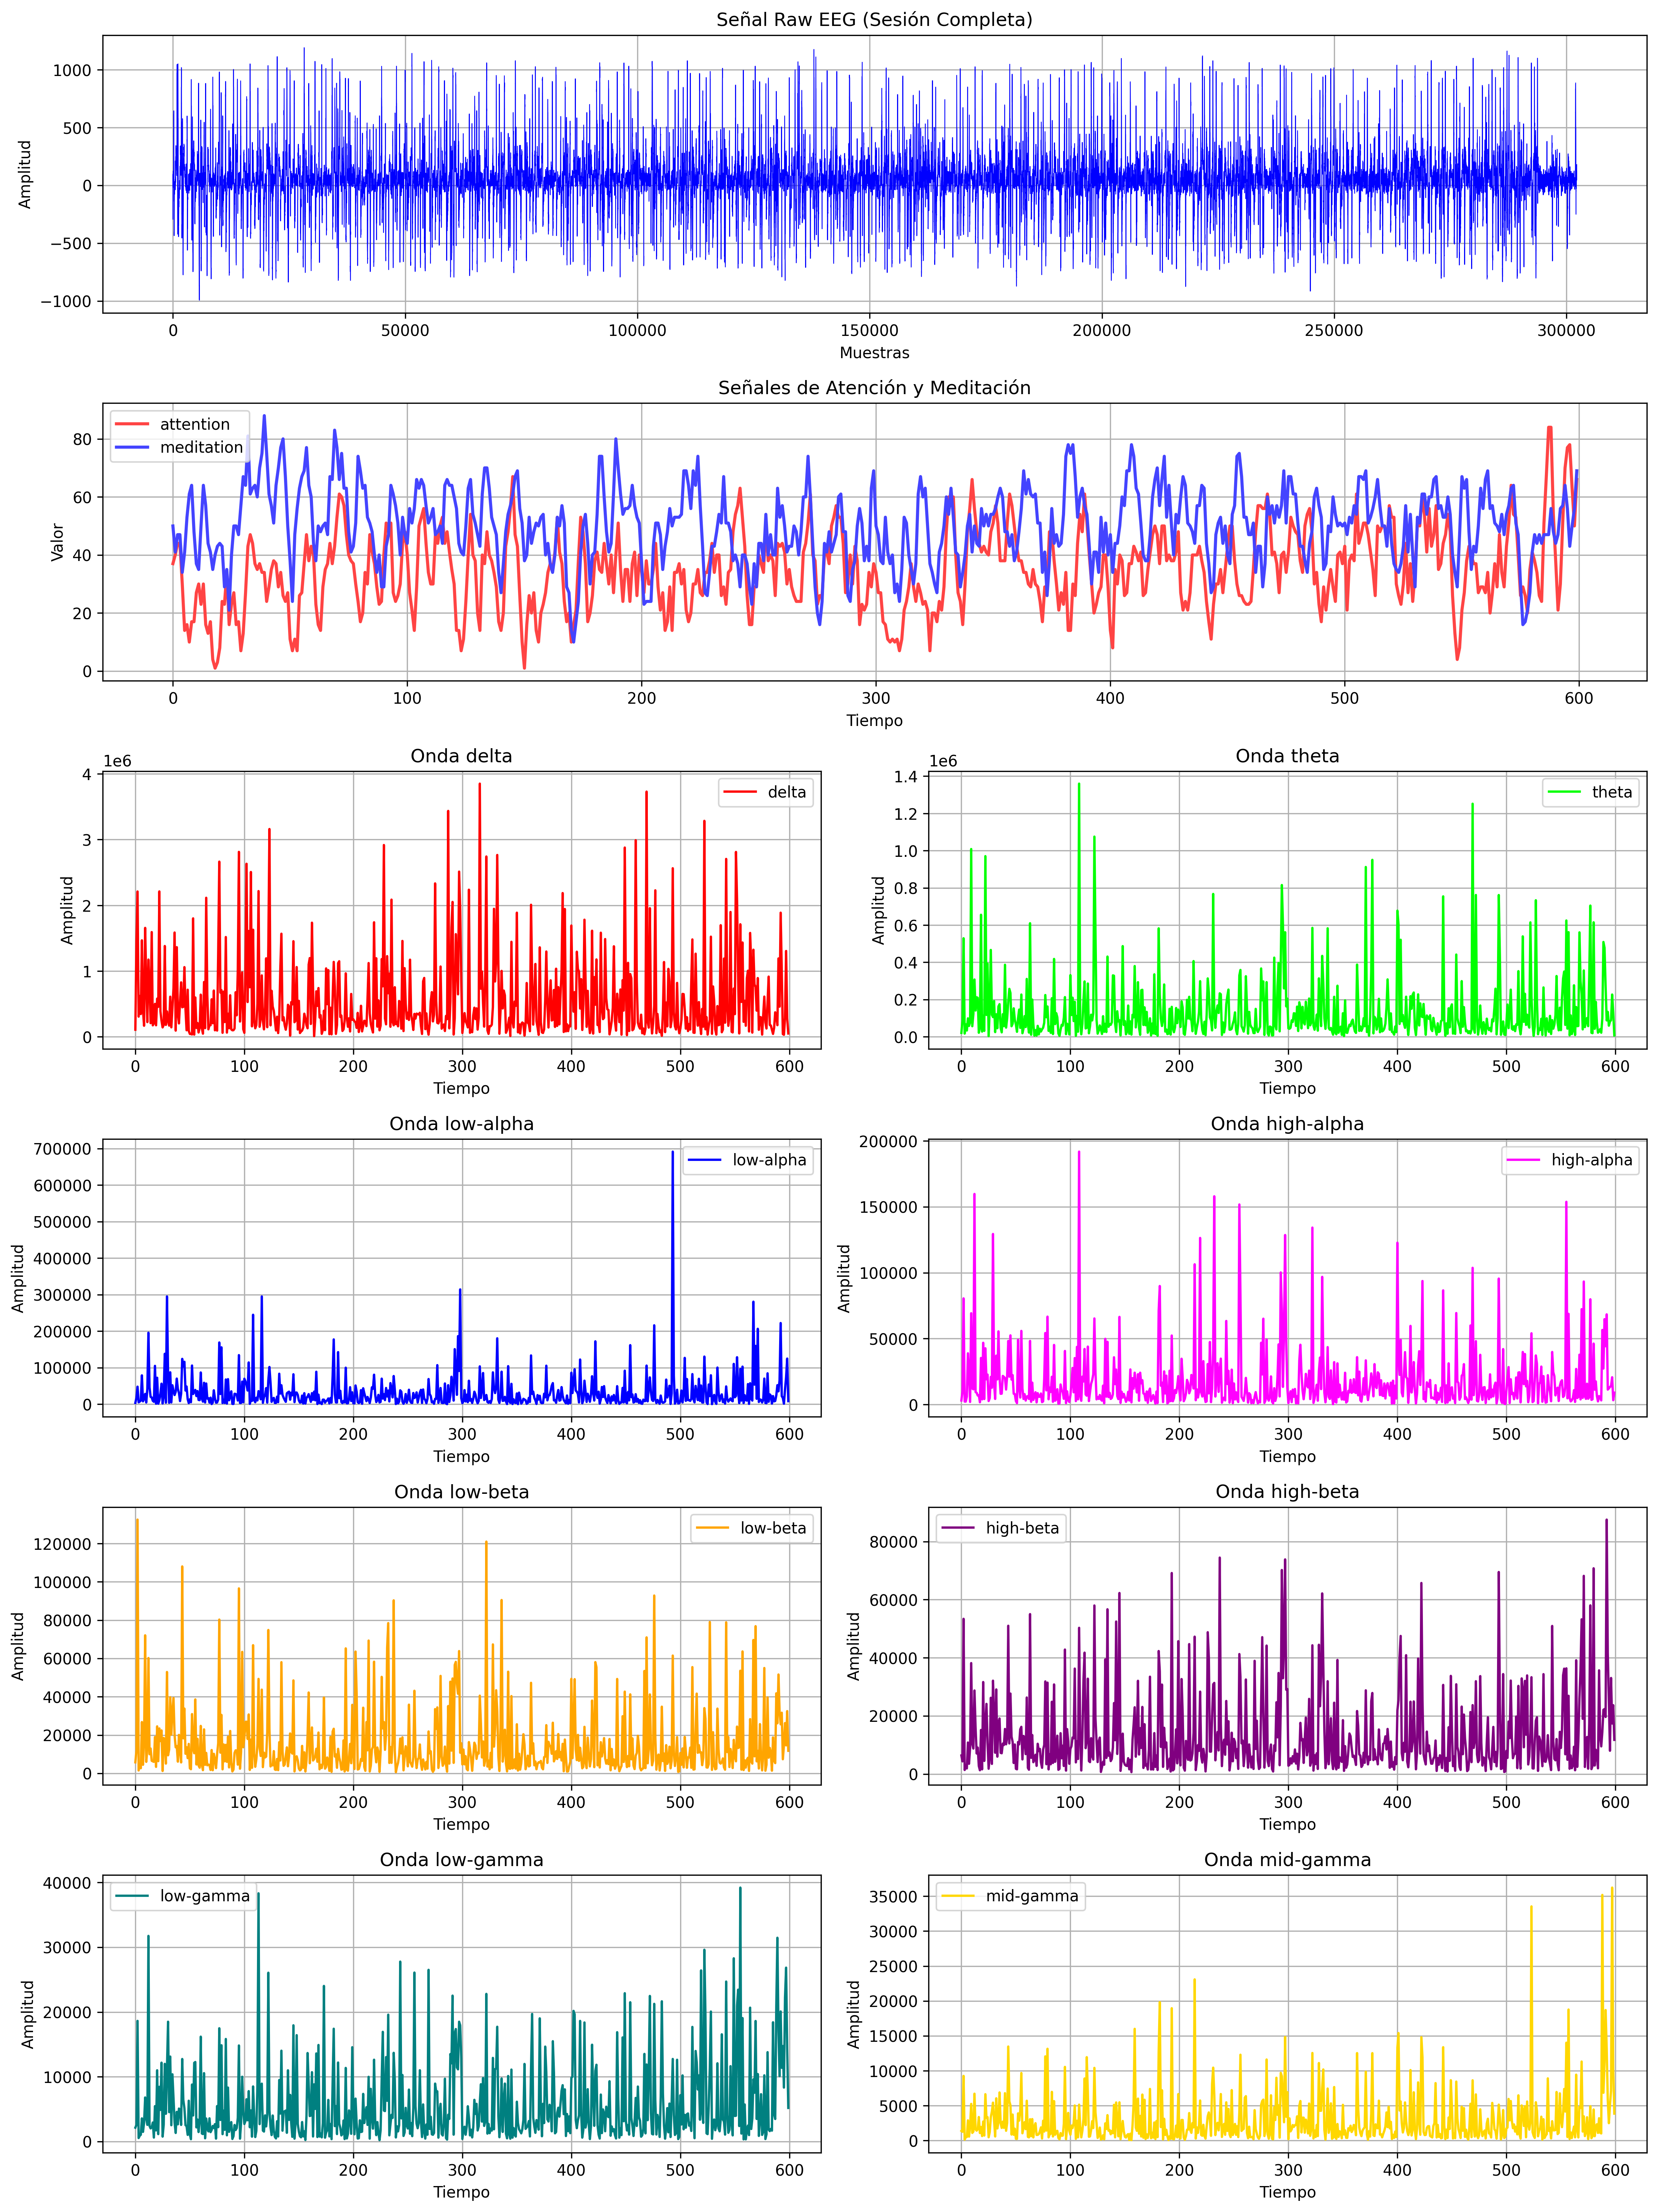 Señal Raw EEG (Sesión Completa)
Amplitud
1000
500
0
−500
−1000
0 50000 100000 150000 200000 250000 300000
Muestras
Señales de Atención y Meditación
Valor
attention
meditation
80
60
40
20
0
0 100 200 300 400 500 600
Tiempo
Onda delta
1e6
Amplitud
delta
4
3
2
1
0
0 100 200 300 400 500 600
Tiempo
Onda theta
1e6
Amplitud
theta
1.4
1.2
1.0
0.8
0.6
0.4
0.2
0.0
0 100 200 300 400 500 600
Tiempo
Onda low-alpha
Amplitud
low-alpha
700000
600000
500000
400000
300000
200000
100000
0
0 100 200 300 400 500 600
Tiempo
Onda high-alpha
Amplitud
high-alpha
200000
150000
100000
50000
0
0 100 200 300 400 500 600
Tiempo
Onda low-beta
Amplitud
low-beta
120000
100000
80000
60000
40000
20000
0
0 100 200 300 400 500 600
Tiempo
Onda high-beta
Amplitud
high-beta
80000
60000
40000
20000
0
0 100 200 300 400 500 600
Tiempo
Onda low-gamma
Amplitud
low-gamma
40000
30000
20000
10000
0
0 100 200 300 400 500 600
Tiempo
Onda mid-gamma
Amplitud
mid-gamma
35000
30000
25000
20000
15000
10000
5000
0
0 100 200 300 400 500 600
Tiempo